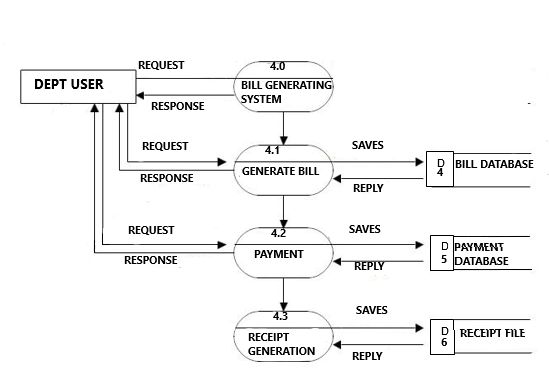 REQUEST
4.0
DEPT USER
BILL GENERATING
SYSTEM
RESPONSE
REQUEST
4.1
SAVES
GENERATE BILL
D
4
BILL DATABASE
RESPONSE
REPLY
REQUEST
4.2
SAVES
PAYMENT
D
5
PAYMENT
DATABASE
RESPONSE
REPLY
4.3
SAVES
RECEIPT
GENERATION
D
6
RECEIPT FILE
REPLY